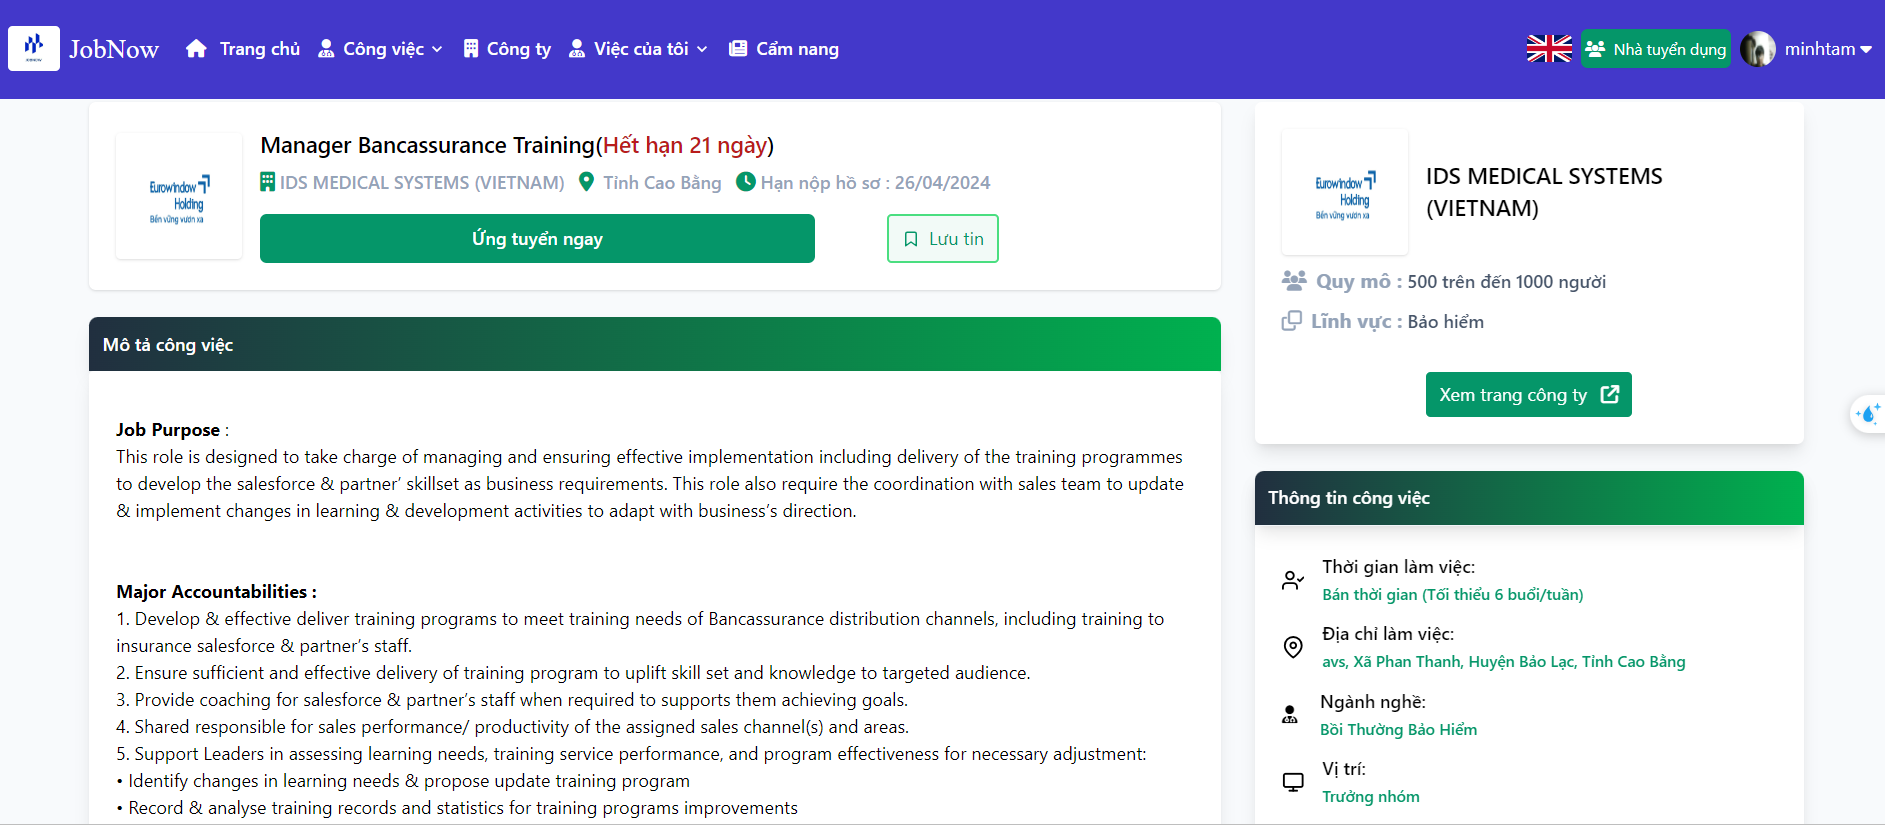 JobNow
Trang chủ
Công việc
Công ty
Việc của tôi
Cẩm nang
Nhà tuyển dụng
minhtam
Eurowindow
Holding
Bền vững vươn xa
Manager Bancassurance Training(Hết hạn 21 ngày)
IDS MEDICAL SYSTEMS (VIETNAM) Tỉnh Cao Bằng Hạn nộp hồ sơ : 26/04/2024
Ứng tuyển ngay
Lưu tin
Mô tả công việc
Job Purpose :
This role is designed to take charge of managing and ensuring effective implementation including delivery of the training programmes
to develop the salesforce & partner’ skillset as business requirements. This role also require the coordination with sales team to update
& implement changes in learning & development activities to adapt with business’s direction.
Major Accountabilities :
1. Develop & effective deliver training programs to meet training needs of Bancassurance distribution channels, including training to
insurance salesforce & partner’s staff.
2. Ensure sufficient and effective delivery of training program to uplift skill set and knowledge to targeted audience.
3. Provide coaching for salesforce & partner’s staff when required to supports them achieving goals.
4. Shared responsible for sales performance/ productivity of the assigned sales channel(s) and areas.
5. Support Leaders in assessing learning needs, training service performance, and program effectiveness for necessary adjustment:
• Identify changes in learning needs & propose update training program
• Record & analyse training records and statistics for training programs improvements
Eurowindow
Holding
Bền vững vươn xa
IDS MEDICAL SYSTEMS
(VIETNAM)
Quy mô : 500 trên đến 1000 người
Lĩnh vực : Bảo hiểm
Xem trang công ty
Thông tin công việc
Thời gian làm việc:
Bán thời gian (Tối thiểu 6 buổi/tuần)
Địa chỉ làm việc:
avs, Xã Phan Thanh, Huyện Bảo Lạc, Tỉnh Cao Bằng
Ngành nghề:
Bồi Thường Bảo Hiểm
Vị trí:
Trưởng nhóm